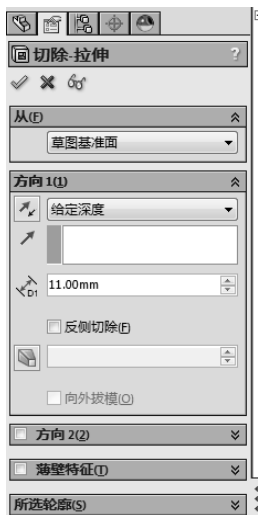 切除-拉伸 ?
从(F)
草图基准面
方向1(1)
给定深度
D1 11.00mm
反侧切除(F)
向外拔模(O)
方向 2(2)
薄壁特征(T)
所选轮廓(S)